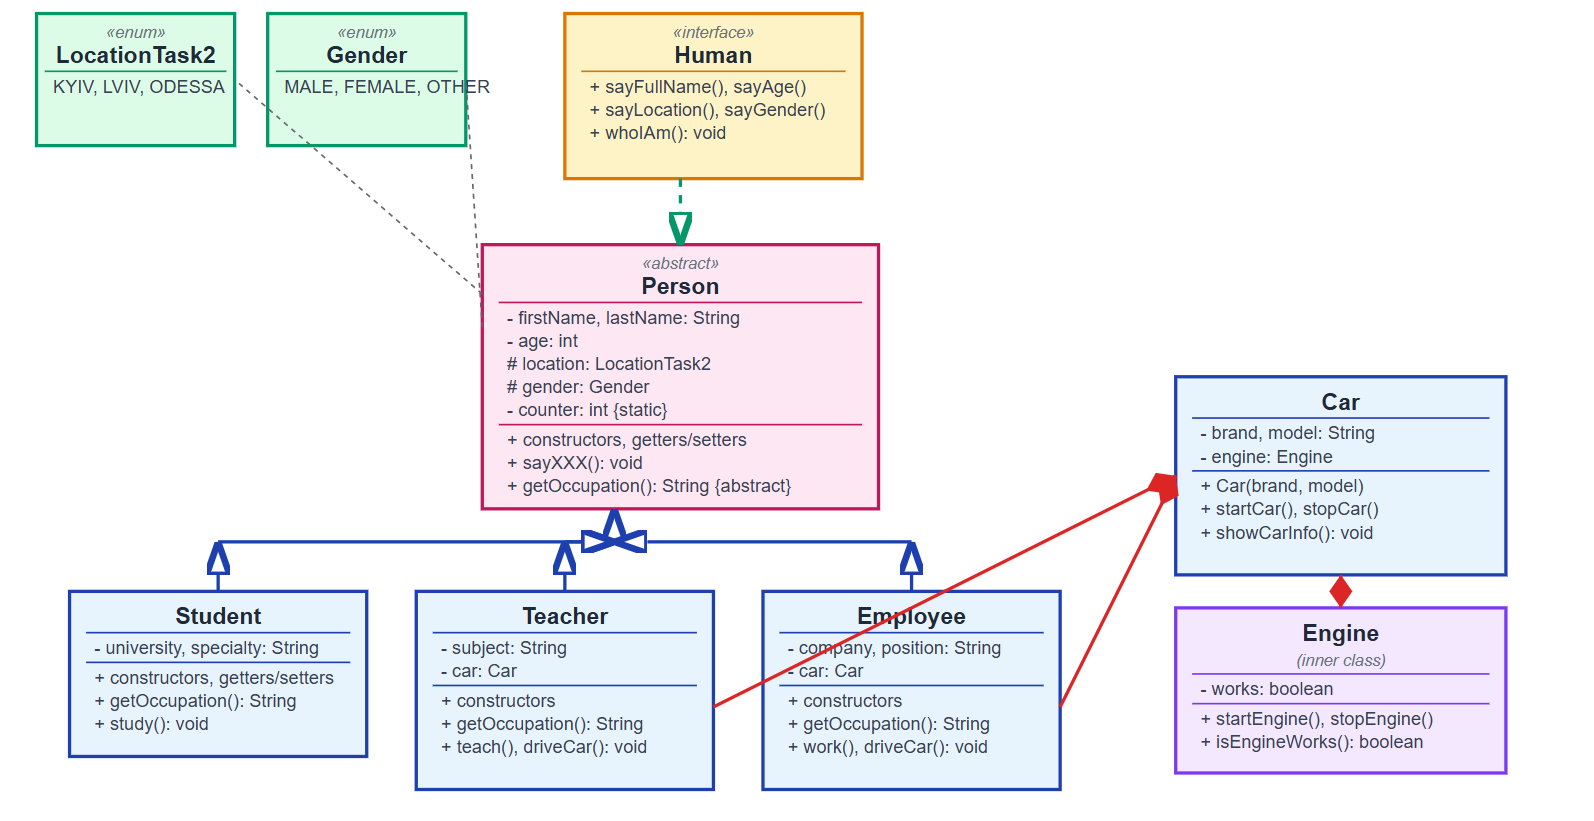 «enum»
LocationTask2
KYIV, LVIV, ODESSA
«enum»
Gender
MALE, FEMALE, OTHER
«interface»
Human
+ sayFullName(), sayAge()
+ sayLocation(), sayGender()
+ whoIAm(): void
«abstract»
Person
- firstName, lastName: String
- age: int
# location: LocationTask2
# gender: Gender
- counter: int {static}
+ constructors, getters/setters
+ sayXXX(): void
+ getOccupation(): String {abstract}
Car
- brand, model: String
- engine: Engine
+ Car(brand, model)
+ startCar(), stopCar()
+ showCarInfo(): void
Student
- university, specialty: String
+ constructors, getters/setters
+ getOccupation(): String
+ study(): void
Teacher
- subject: String
- car: Car
+ constructors
+ getOccupation(): String
+ teach(), driveCar(): void
Employee
- company, position: String
- car: Car
+ constructors
+ getOccupation(): String
+ work(), driveCar(): void
Engine
(inner class)
- works: boolean
+ startEngine(), stopEngine()
+ isEngineWorks(): boolean